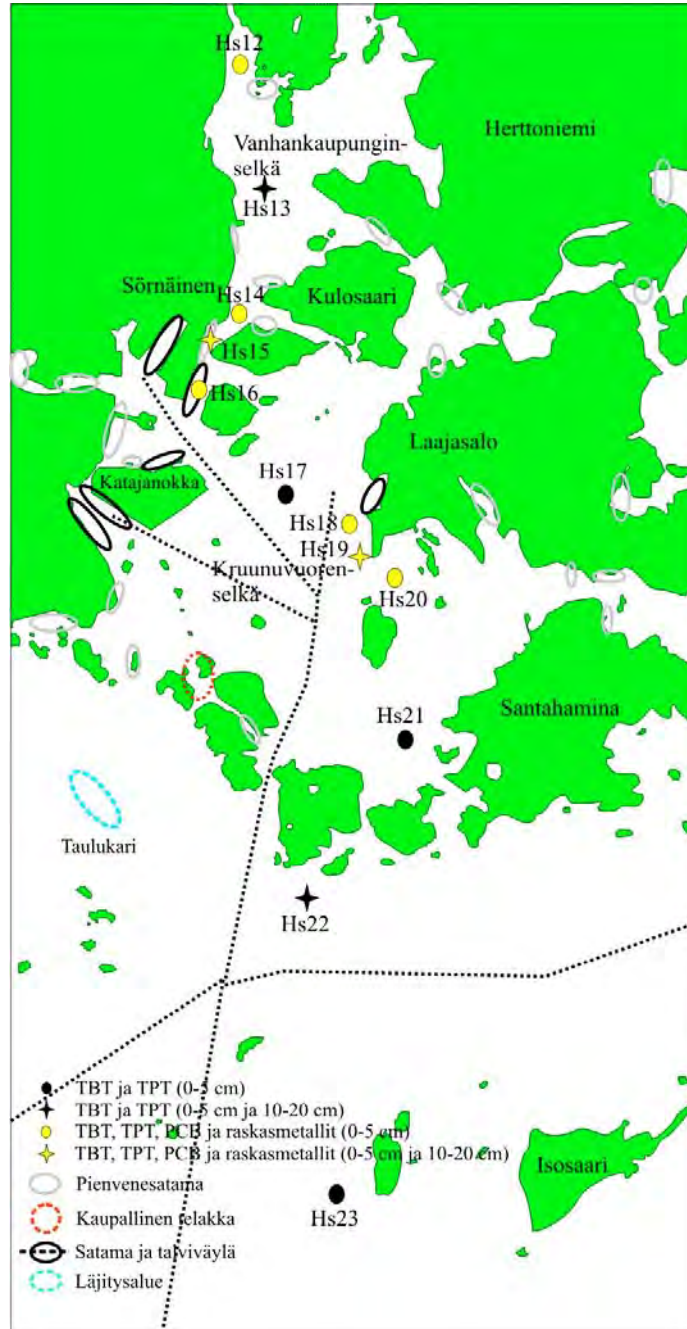 Hs12
Herttoniemi
Vanhankaupungin-
selkä
Hs13
Sörnäinen
Hs14
Kulosaari
Hs15
Hs16
Laajasalo
Hs17
Katajanokka
Hs18
Hs19
Kruunuvuoren-
selkä
Hs20
Santahamina
Hs21
Taulukari
Hs22
TBT ja TPT (0-5 cm)
TBT ja TPT (0-5 cm ja 10-20 cm)
TBT, TPT, PCB ja raskasmetallit (0-5 cm)
TBT, TPT, PCB ja raskasmetallit (0-5 cm ja 10-20 cm)
Pienvenesatama
Isosaari
Kaupallinen telakka
Hs23
Satama ja talviväylä
Läjitysalue